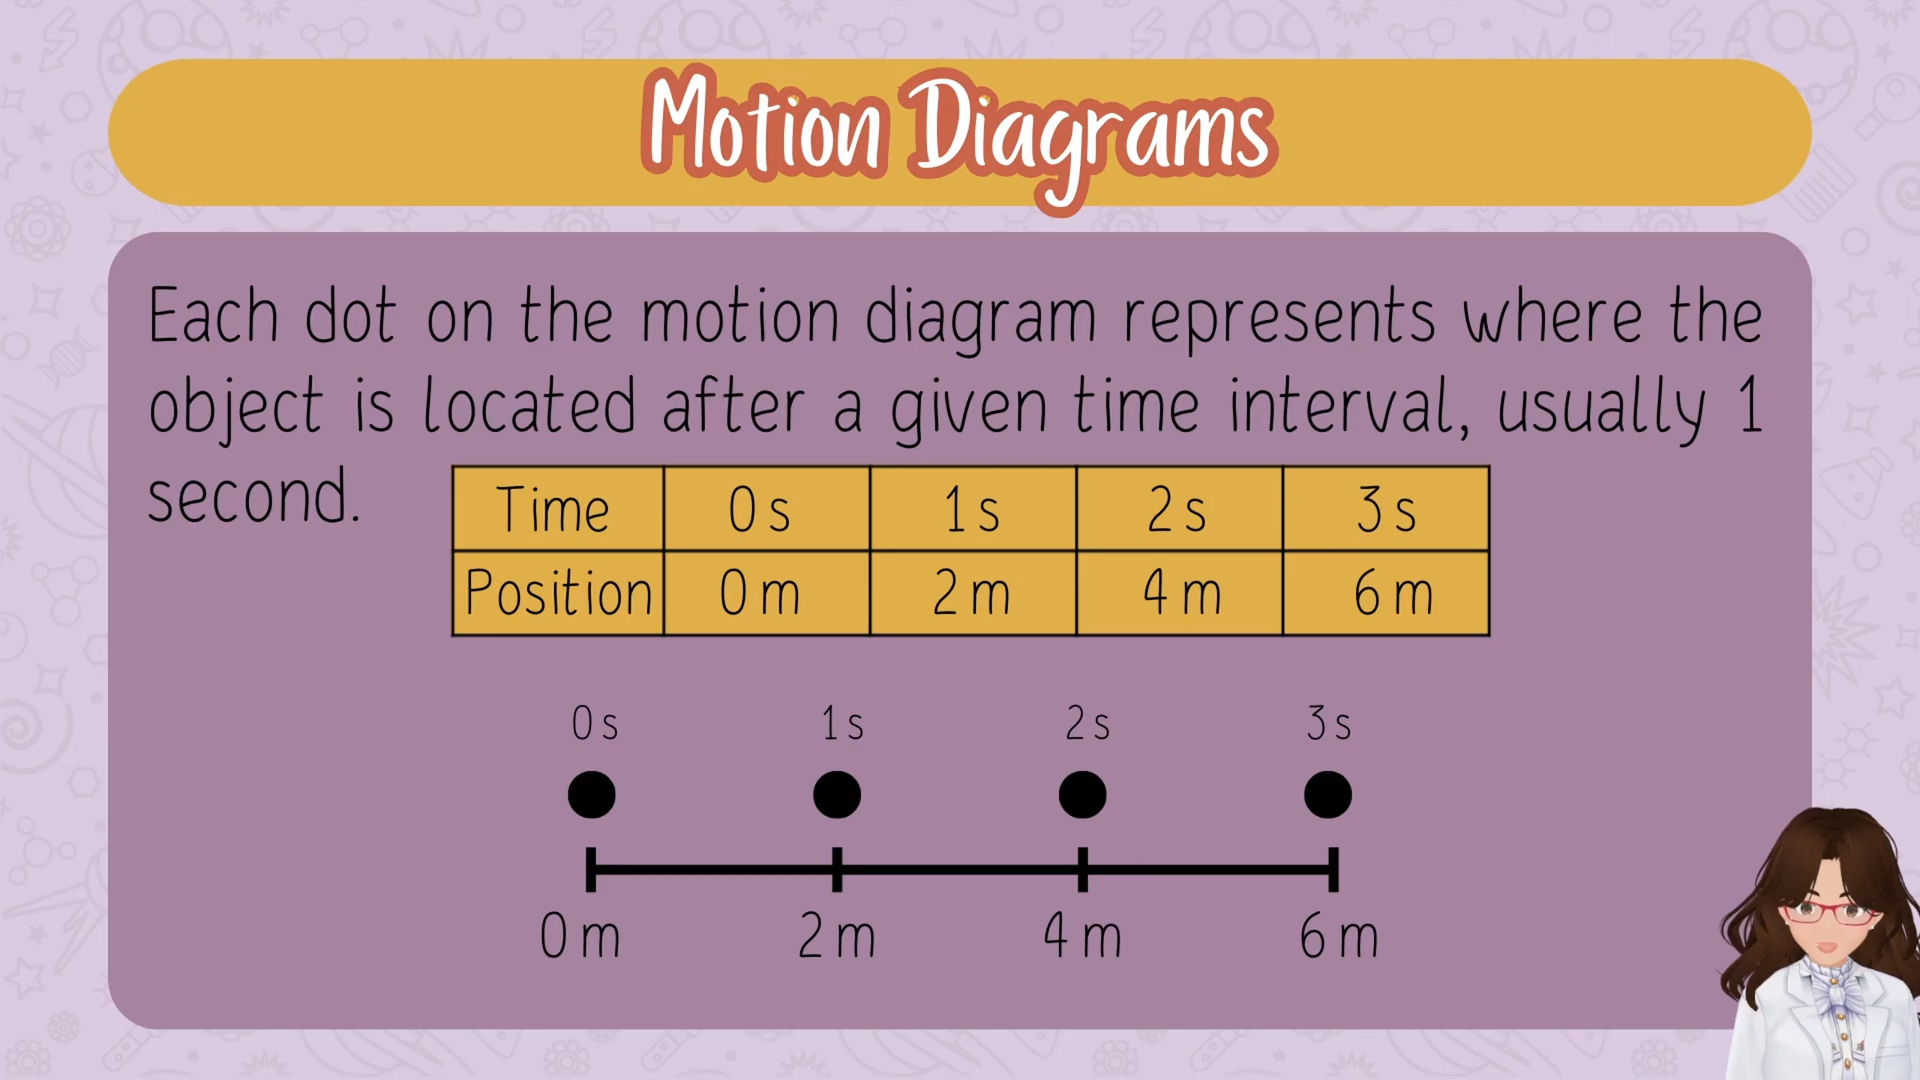 Motion Diagrams
Each dot on the motion diagram represents where the
object is located after a given time interval, usually 1
second.
Time 0 s 1 s 2 s 3 s
Position 0 m 2 m 4 m 6 m
0 s 1 s 2 s 3 s
0 m 2 m 4 m 6 m